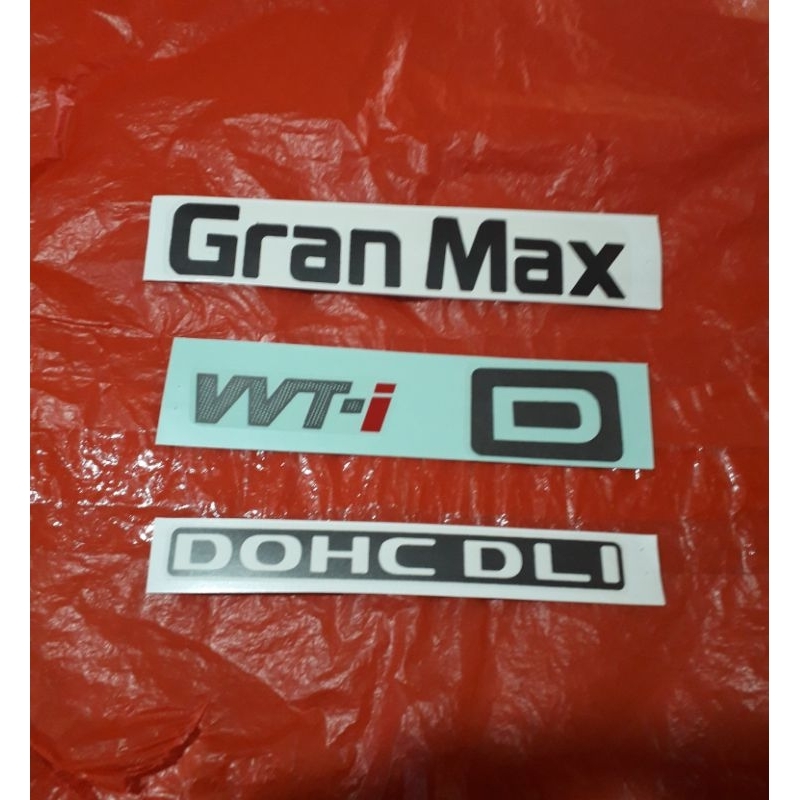 Gran Max
VVT-i D
DOHC DLI